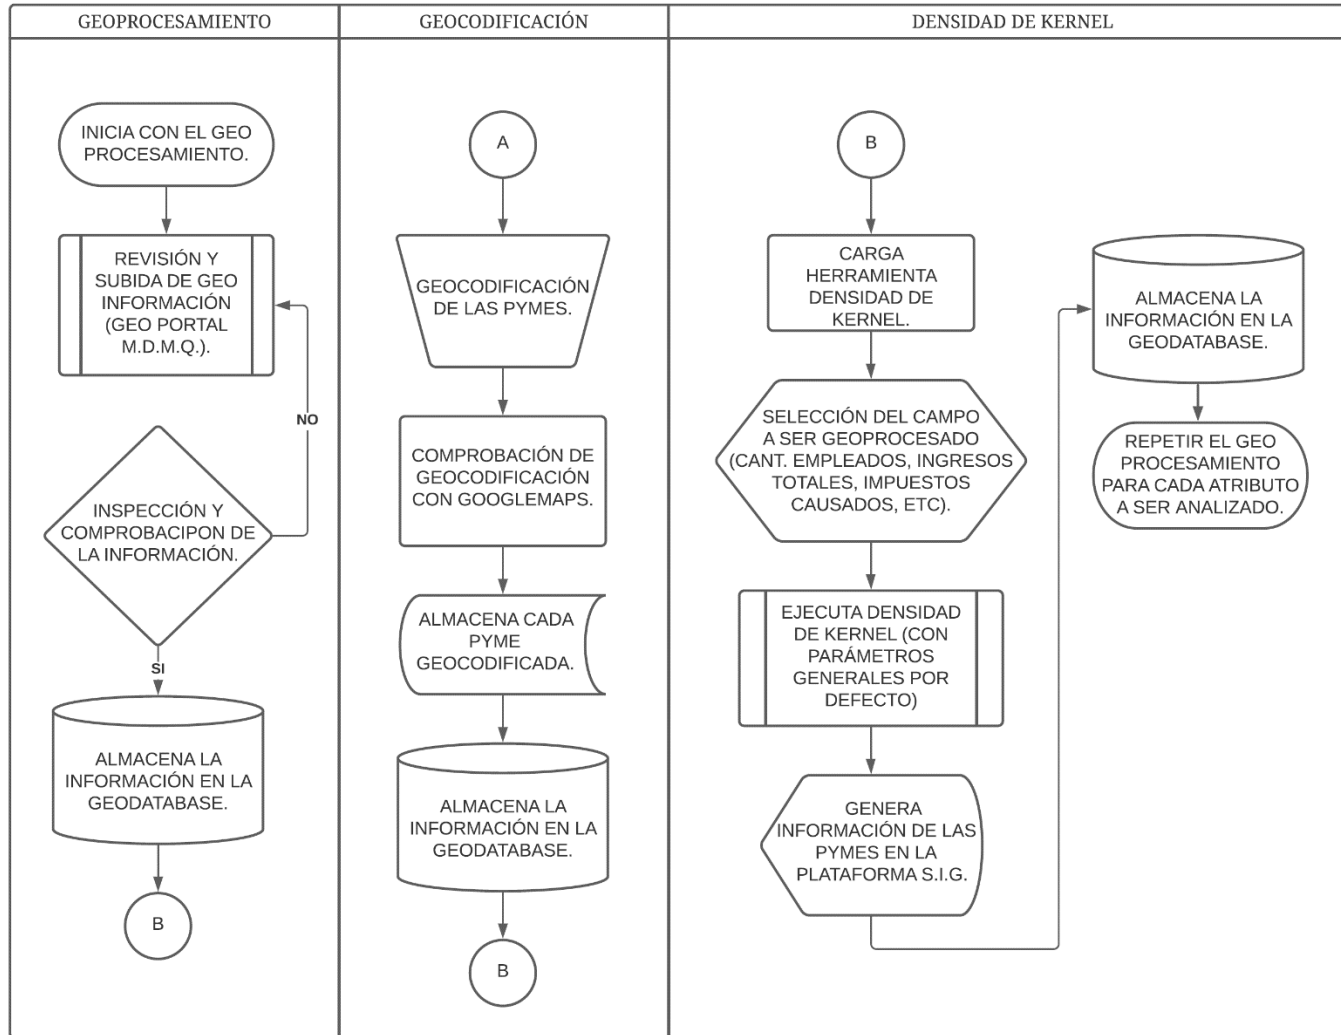 GEOPROCESAMIENTO
INICIA CON EL GEO
PROCESAMIENTO.
REVISIÓN Y
SUBIDA DE GEO
INFORMACIÓN
(GEO PORTAL
M.D.M.Q.).
NO
INSPECCIÓN Y
COMPROBACIPON DE
LA INFORMACIÓN.
SI
ALMACENA LA
INFORMACIÓN EN LA
GEODATABASE.
B
GEOCODIFICACIÓN
A
GEOCODIFICACIÓN
DE LAS PYMES.
COMPROBACIÓN DE
GEOCODIFICACIÓN
CON GOOGLEMAPS.
ALMACENA CADA
PYME
GEOCODIFICADA.
ALMACENA LA
INFORMACIÓN EN LA
GEODATABASE.
B
DENSIDAD DE KERNEL
B
CARGA
HERRAMIENTA
DENSIDAD DE
KERNEL.
SELECCIÓN DEL CAMPO
A SER GEOPROCESADO
(CANT. EMPLEADOS, INGRESOS
TOTALES, IMPUESTOS
CAUSADOS, ETC).
EJECUTA DENSIDAD
DE KERNEL (CON
PARÁMETROS
GENERALES POR
DEFECTO)
GENERA
INFORMACIÓN DE LAS
PYMES EN LA
PLATAFORMA S.I.G.
ALMACENA LA
INFORMACIÓN EN LA
GEODATABASE.
REPETIR EL GEO
PROCESAMIENTO
PARA CADA ATRIBUTO
A SER ANALIZADO.